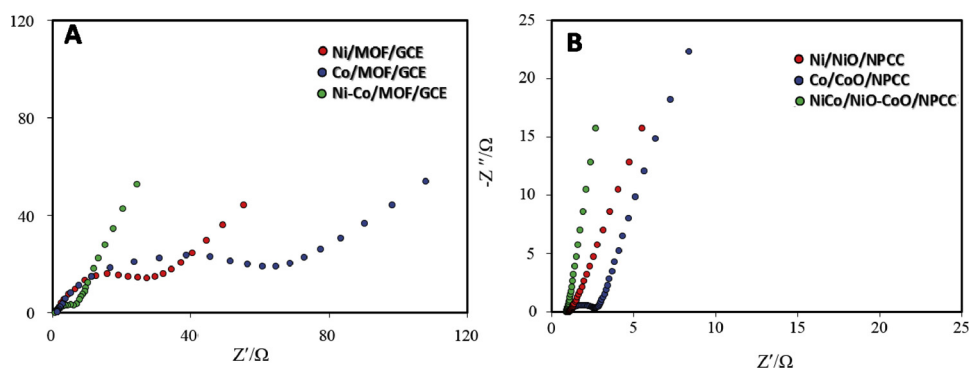 A
120
80
40
0
0
40
80
120
Z′/Ω
Ni/MOF/GCE
Co/MOF/GCE
Ni-Co/MOF/GCE
B
-Z ″/Ω
25
20
15
10
5
0
0
5
10
15
20
25
Z′/Ω
Ni/NiO/NPCC
Co/CoO/NPCC
NiCo/NiO-CoO/NPCC